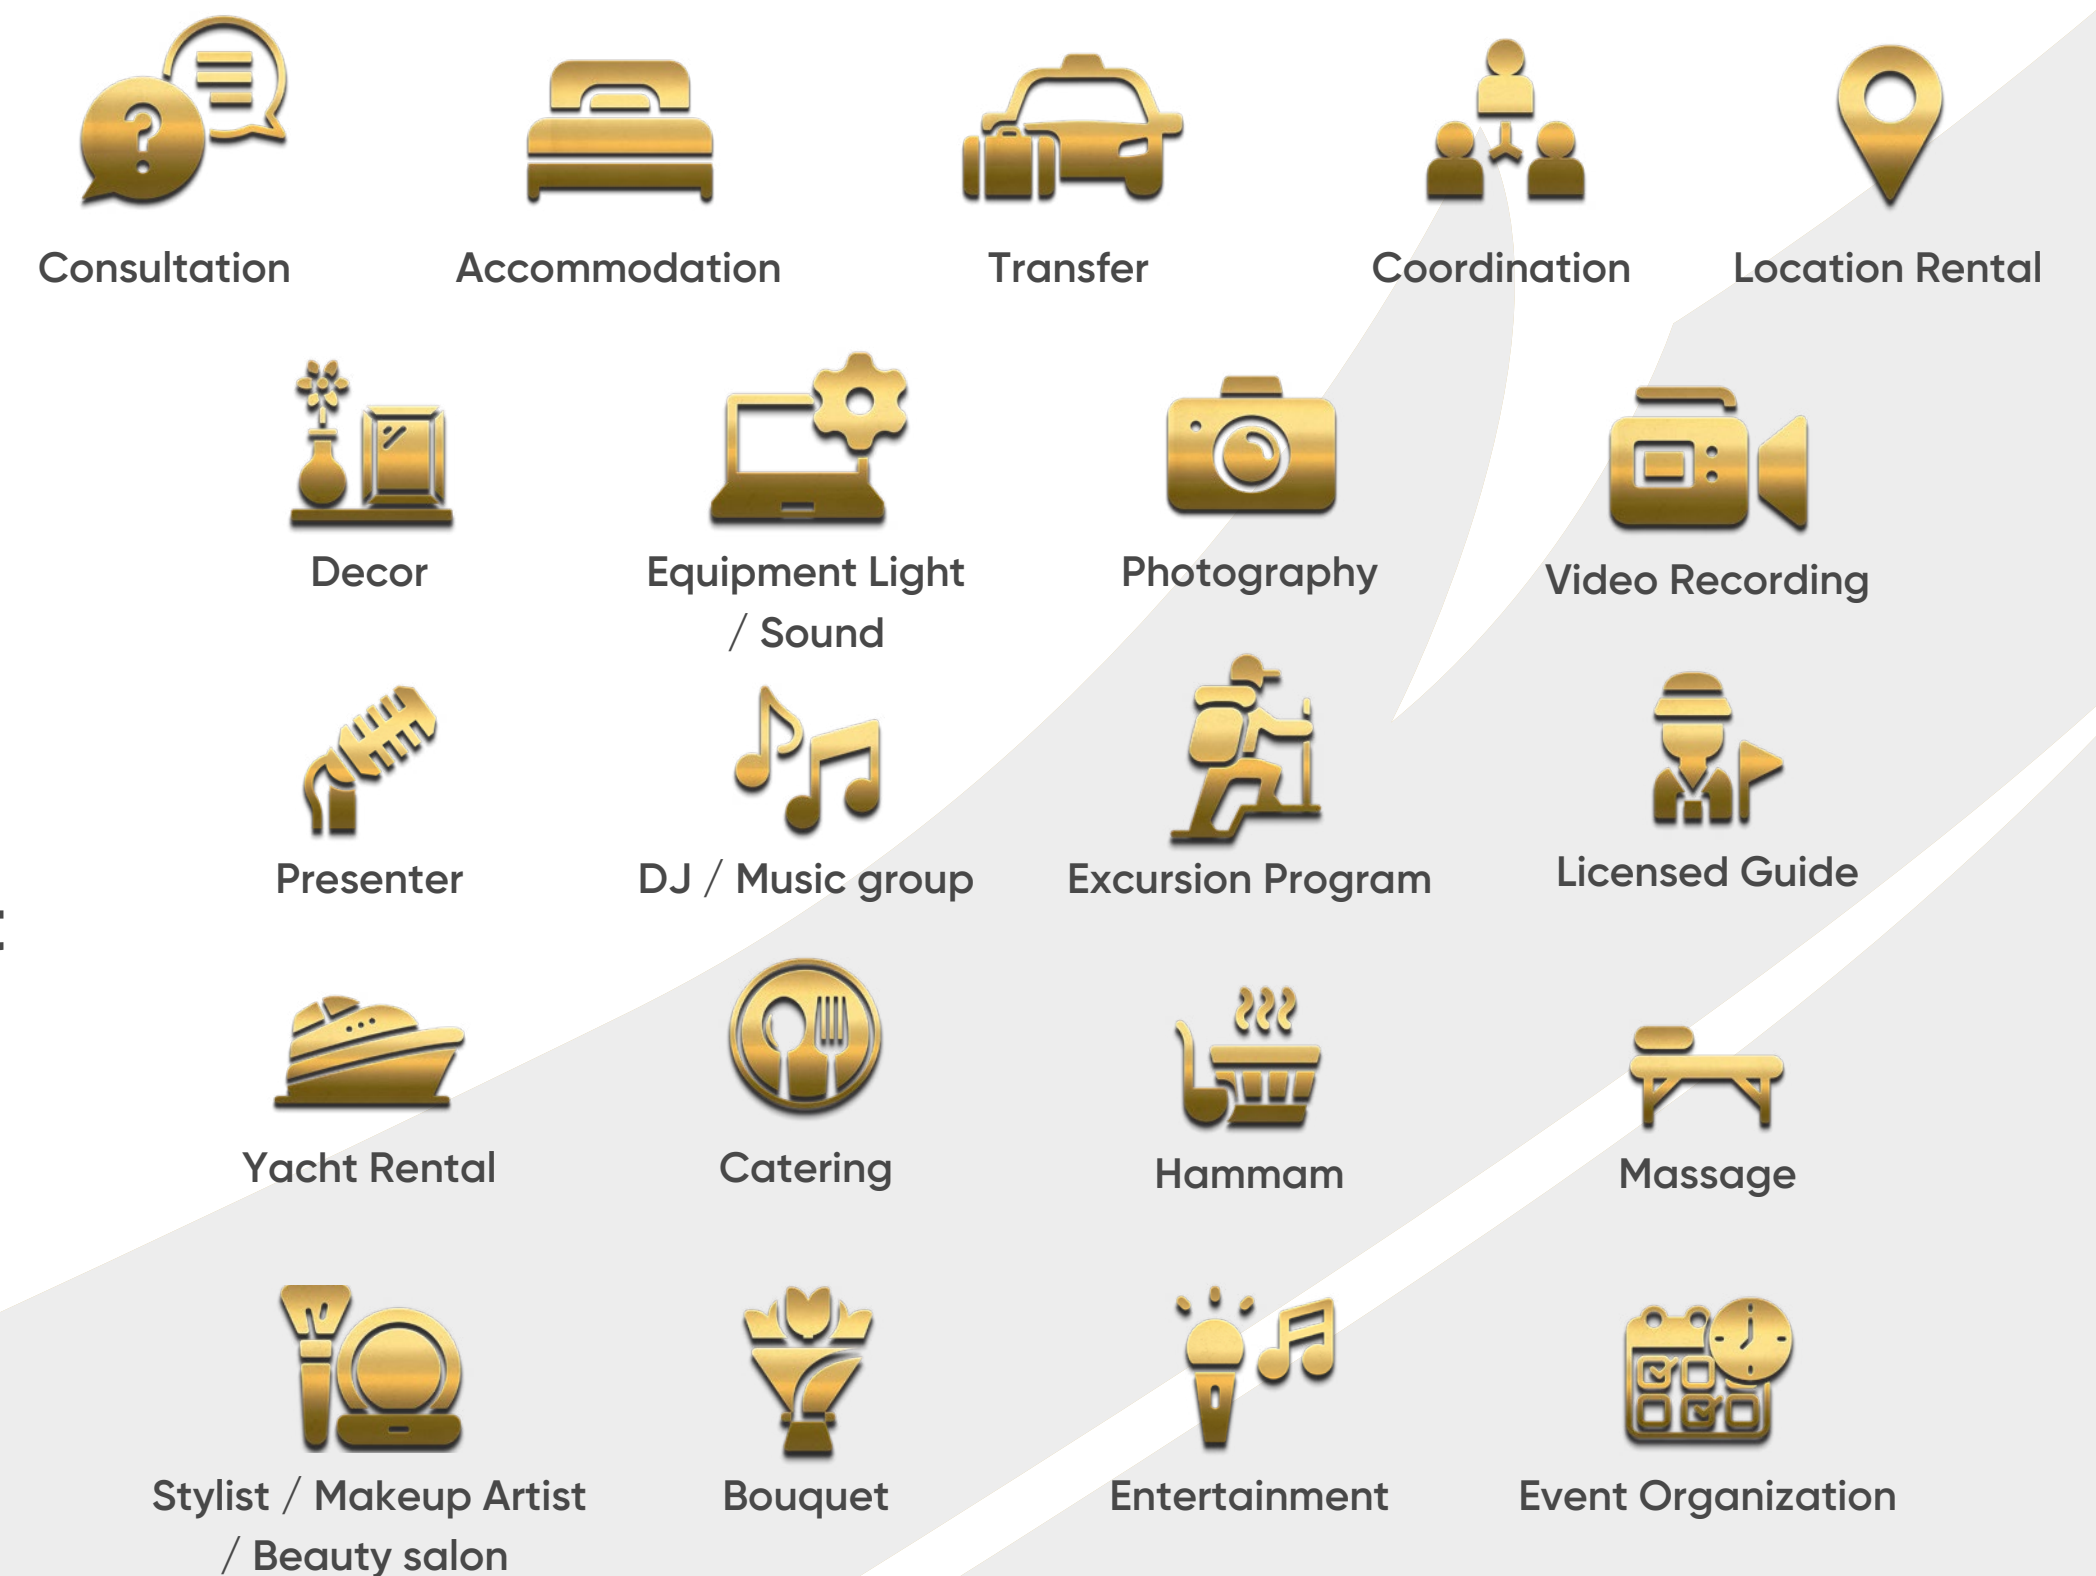 Consultation
Accommodation
Transfer
Coordination
Location Rental
Decor
Equipment Light
/ Sound
Photography
Video Recording
Presenter
DJ / Music group
Excursion Program
Licensed Guide
Yacht Rental
Catering
Hammam
Massage
Stylist / Makeup Artist
/ Beauty salon
Bouquet
Entertainment
Event Organization